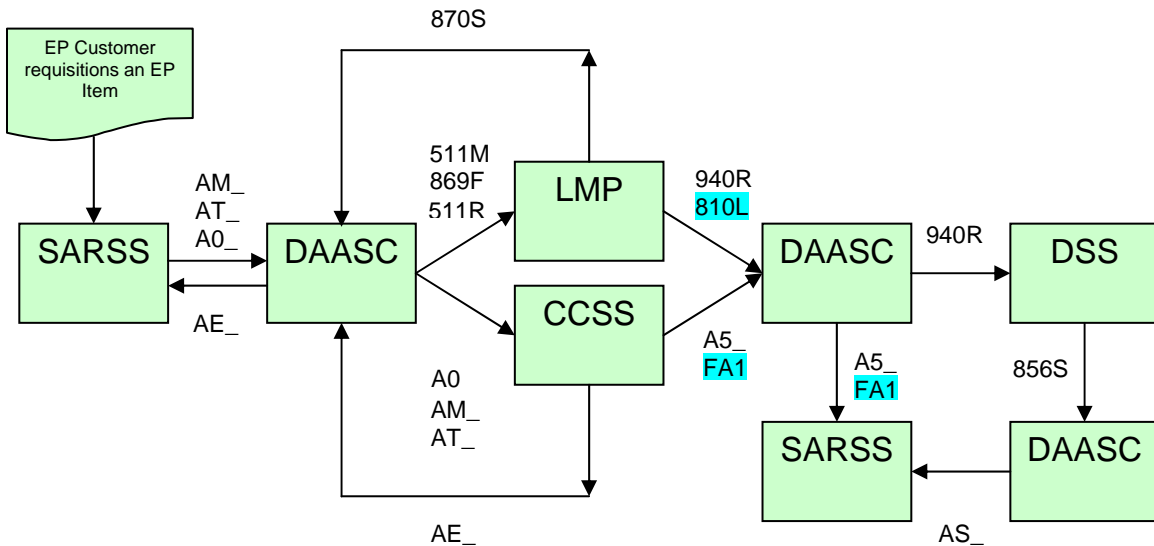 870S
EP Customer
requisitions an EP
Item
AM_
AT_
A0_
SARSS
AE_
DAASC
511M
869F
511R
LMP
CCSS
A0
AM_
AT_
AE_
940R
810L
A5_
FA1
DAASC
940R
DSS
A5_
FA1
856S
SARSS
DAASC
AS_